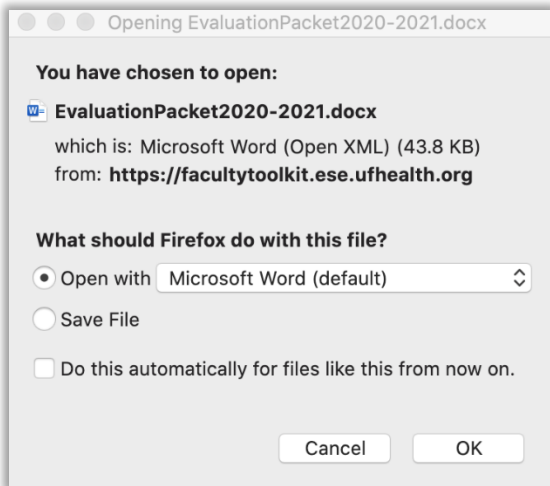 Opening EvaluationPacket2020-2021.docx
You have chosen to open:
EvaluationPacket2020-2021.docx
which is: Microsoft Word (Open XML) (43.8 KB)
from: https://facultytoolkit.ese.ufhealth.org
What should Firefox do with this file?
Open with Microsoft Word (default)
Save File
Do this automatically for files like this from now on.
Cancel OK